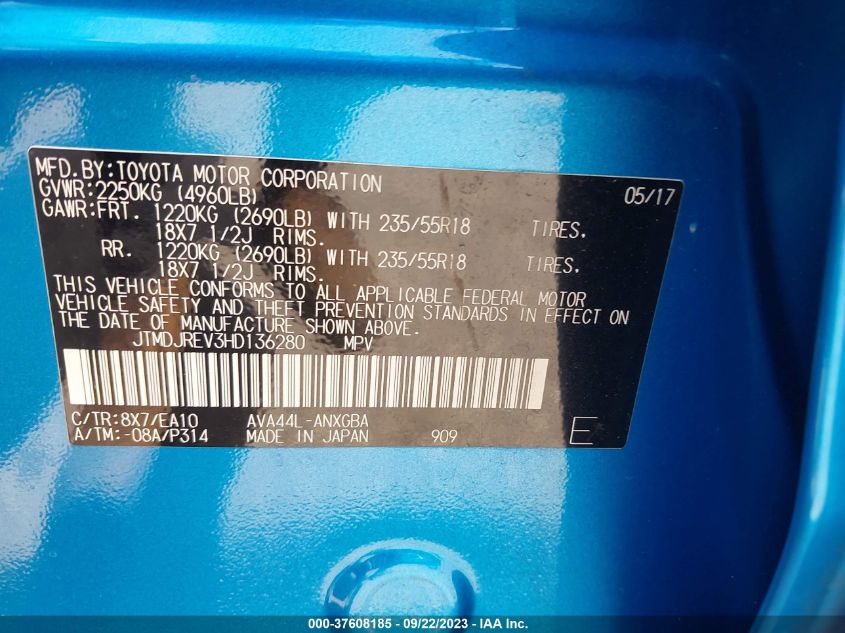 MFD.BY:TOYOTA MOTOR CORPORATION 05/17
GVWR:2250KG (4960LB)
GAWR:FRT. 1220KG (2690LB) WITH 235/55R18 TIRES.
18X7 1/2J RIMS.
RR. 1220KG (2690LB) WITH 235/55R18 TIRES.
18X7 1/2J RIMS.
THIS VEHICLE CONFORMS TO ALL APPLICABLE FEDERAL MOTOR
VEHICLE SAFETY AND THEFT PREVENTION STANDARDS IN EFFECT ON
THE DATE OF MANUFACTURE SHOWN ABOVE.
JTMDJREV3HD136280 MPV
C/TR:8X7/EA10 AVA44L-ANXGBA
A/TM:-08A/P314 MADE IN JAPAN 909 E
000-37608185 - 09/22/2023 - IAA Inc.